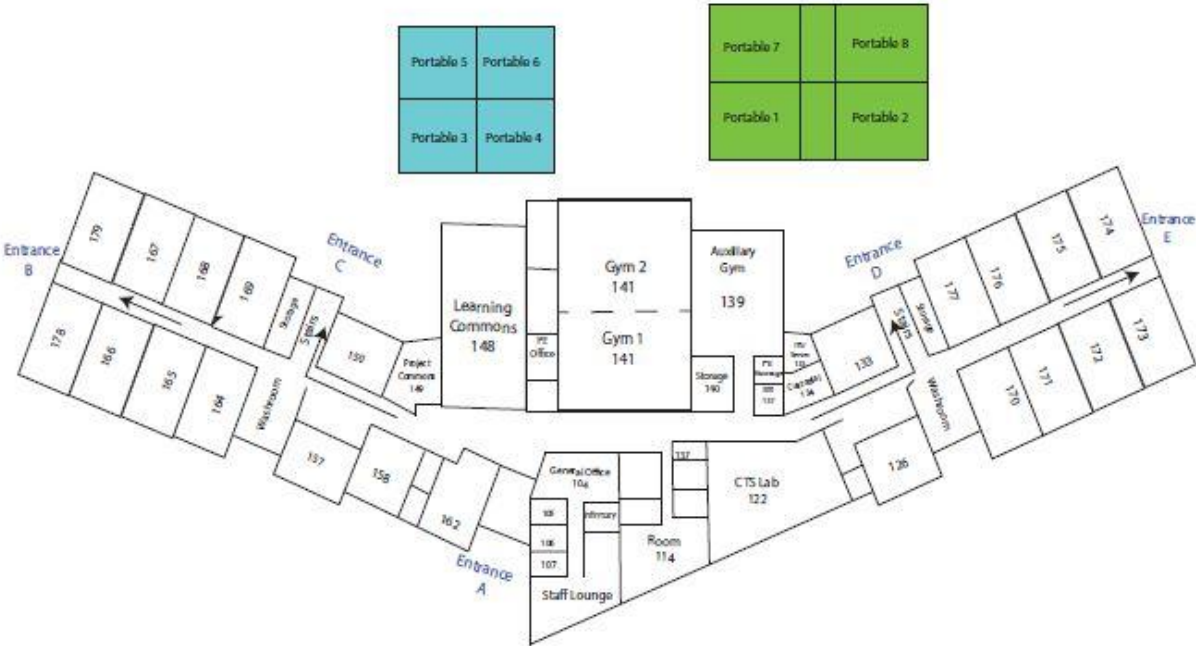 Portable 5
Portable 6
Portable 3
Portable 4
Portable 7
Portable 8
Portable 1
Portable 2
Entrance
B
179
167
168
169
Storage
Stairs
Entrance
C
178
166
165
164
Washroom
150
Project
Commons
149
Learning
Commons
148
PE
Office
Gym 2
141
Gym 1
141
Auxiliary
Gym
139
Storage
140
133
Entrance
D
Stairs
Storage
177
176
175
174
Entrance
E
Washroom
170
171
172
173
157
158
162
Entrance
A
General Office
104
105
106
107
Infirmary
Staff Lounge
Room
114
137
CTS Lab
122
126